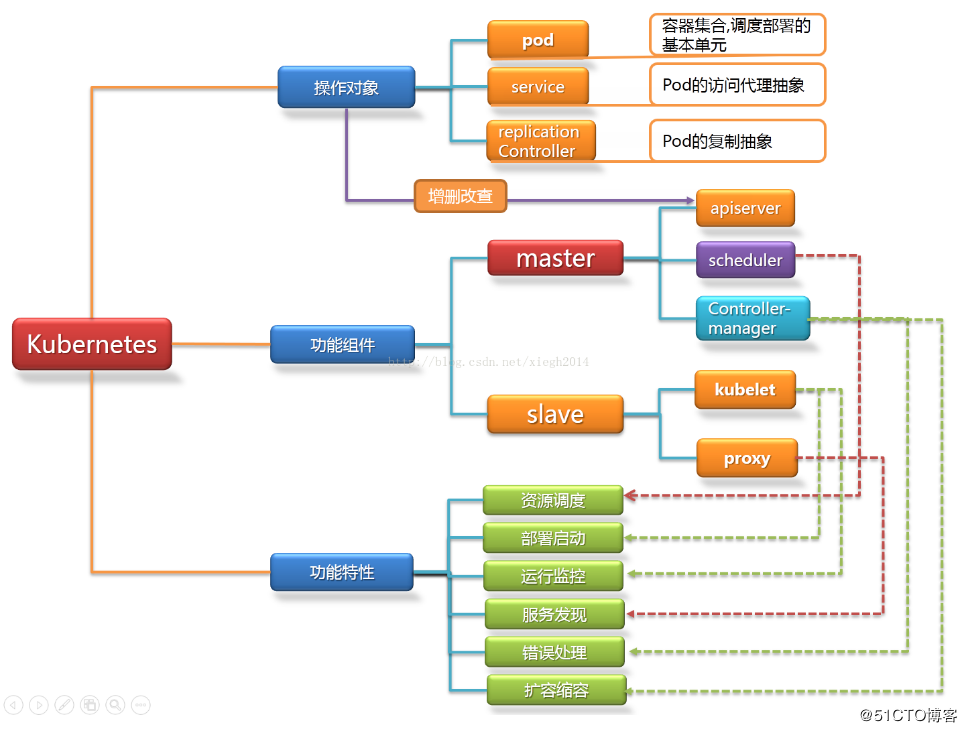 pod
容器集合,调度部署的
基本单元
操作对象
service
Pod的访问代理抽象
replication
Controller
Pod的复制抽象
增删改查
apiserver
master
scheduler
Controller-
manager
Kubernetes
功能组件
http://blog.csdn.net/xiegh2014
kubelet
slave
proxy
资源调度
部署启动
功能特性
运行监控
服务发现
错误处理
扩容缩容
@51CTO博客